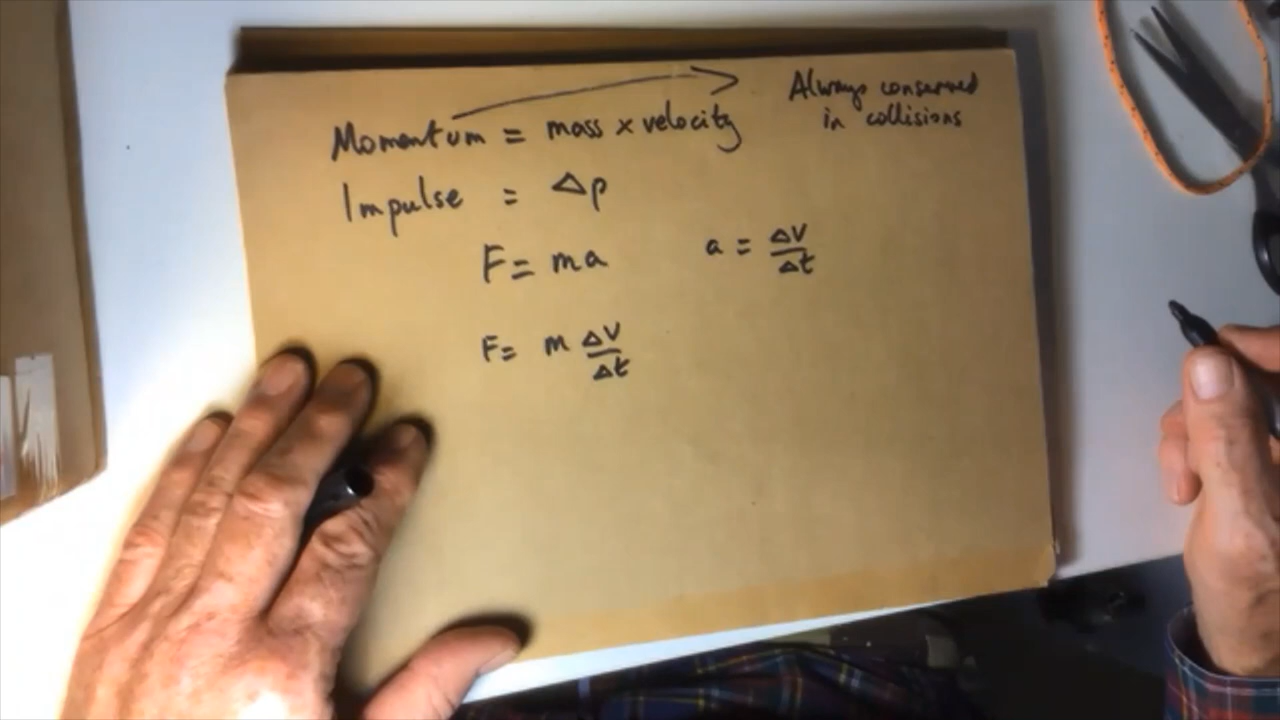 Momentum = mass x velocity
Always conserved
in collisions
Impulse = Δp
F = ma
a = Δv/Δt
F = m Δv/Δt